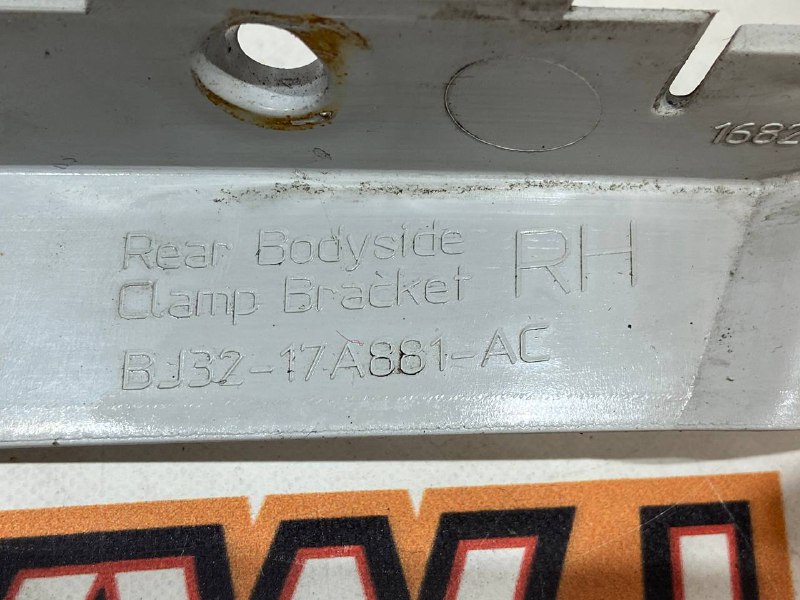 1682
Rear Bodyside RH
Clamp Bracket
BJ32-17A881-AC